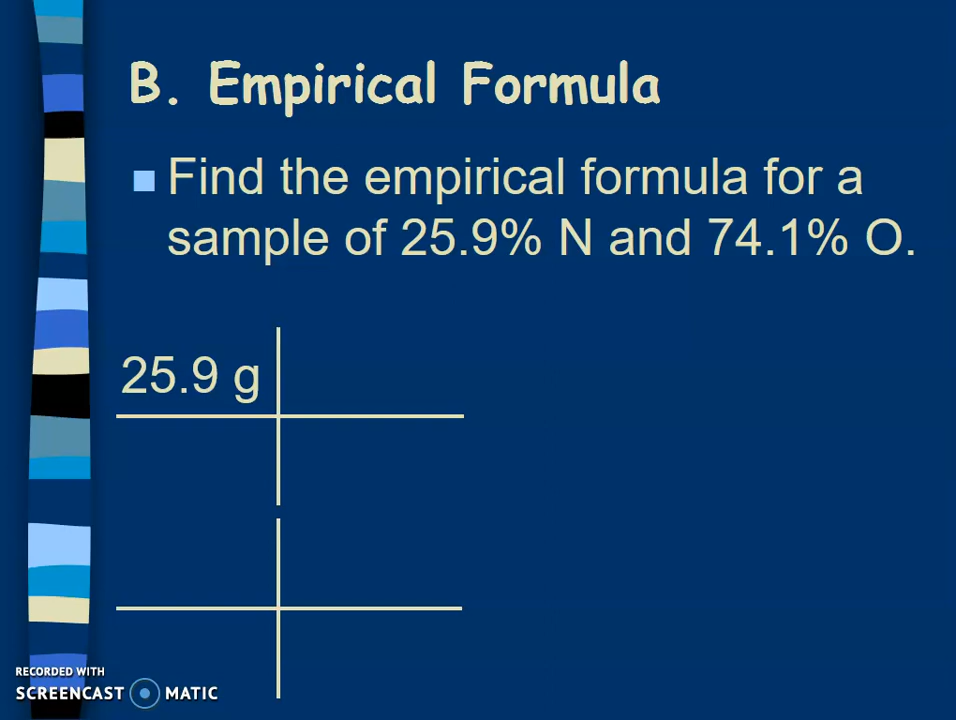 B. Empirical Formula
Find the empirical formula for a
sample of 25.9% N and 74.1% O.
25.9 g
RECORDED WITH
SCREENCAST MATIC